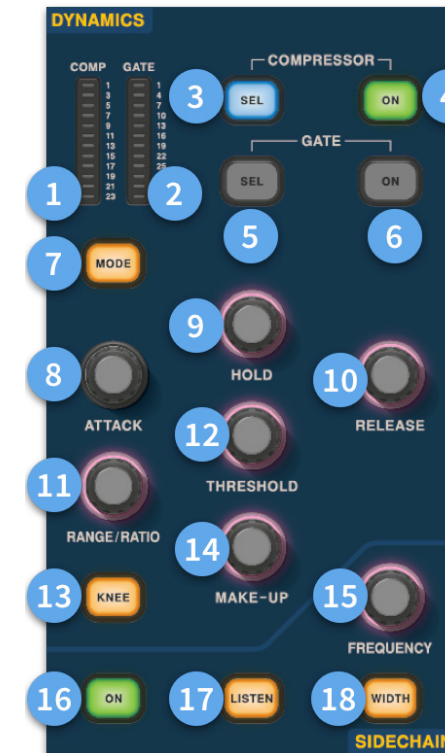 DYNAMICS
COMP GATE
COMPRESSOR
1 1
3 4
5 7
7 10
9 13
11 16
13 19
15 22
17 25
19
21
23
1
2
3
SEL
ON
4
GATE
SEL
ON
5
6
7
MODE
8
ATTACK
9
HOLD
10
RELEASE
11
RANGE/RATIO
12
THRESHOLD
13
KNEE
14
MAKE-UP
15
FREQUENCY
16
ON
17
LISTEN
18
WIDTH
SIDECHAIN